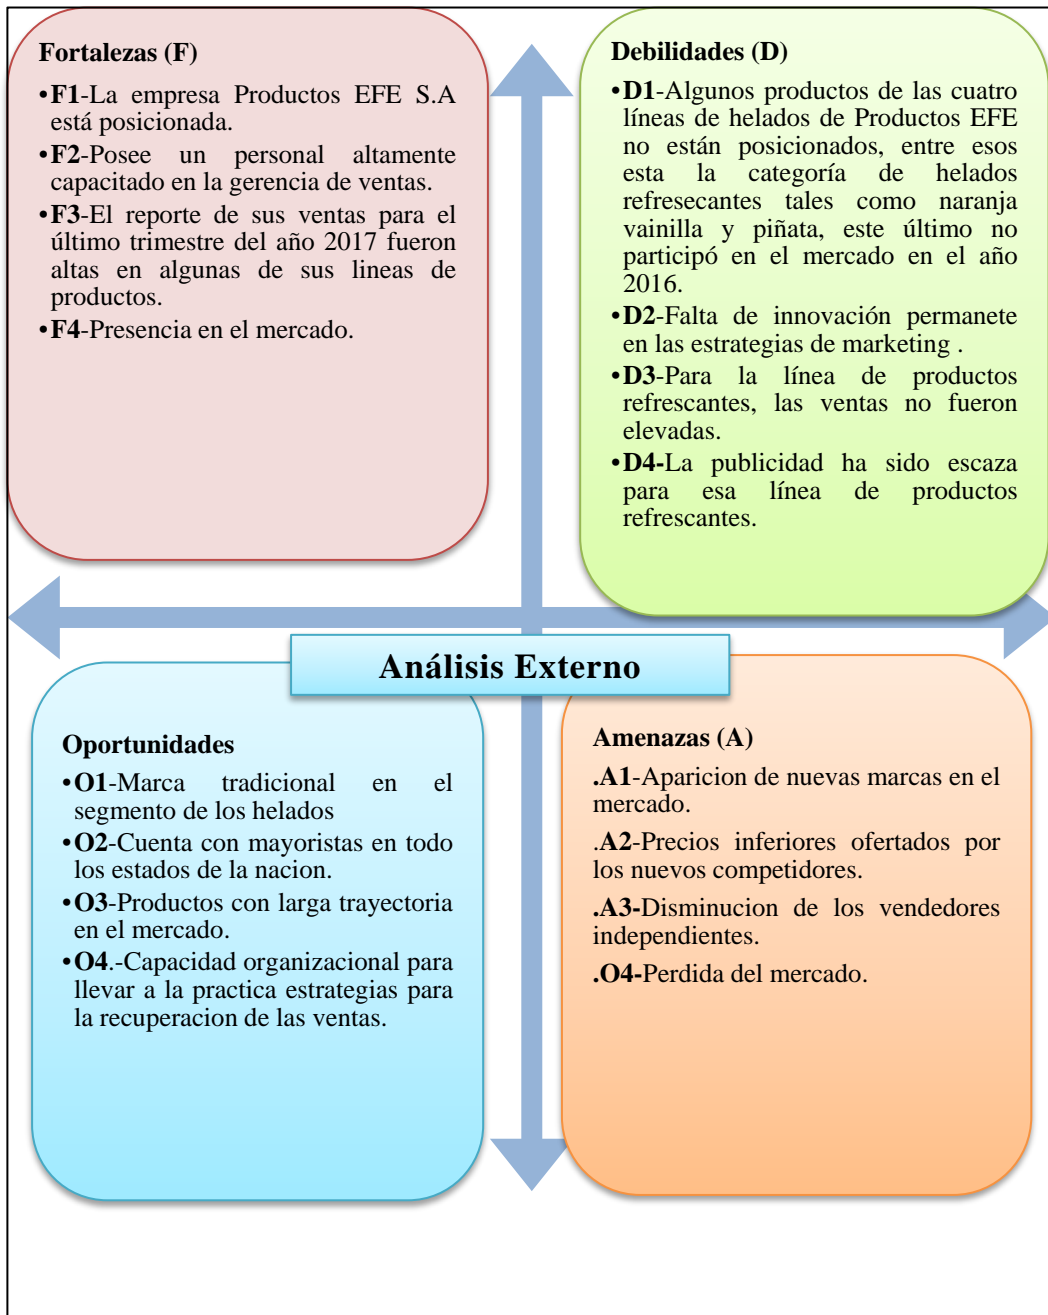 Fortalezas (F)
•F1-La empresa Productos EFE S.A
está posicionada.
•F2-Posee un personal altamente
capacitado en la gerencia de ventas.
•F3-El reporte de sus ventas para el
último trimestre del año 2017 fueron
altas en algunas de sus lineas de
productos.
•F4-Presencia en el mercado.
Debilidades (D)
•D1-Algunos productos de las cuatro
líneas de helados de Productos EFE
no están posicionados, entre esos
esta la categoría de helados
refresecantes tales como naranja
vainilla y piñata, este último no
participó en el mercado en el año
2016.
•D2-Falta de innovación permanete
en las estrategias de marketing .
•D3-Para la línea de productos
refrescantes, las ventas no fueron
elevadas.
•D4-La publicidad ha sido escaza
para esa línea de productos
refrescantes.
Análisis Externo
Oportunidades
•O1-Marca tradicional en el
segmento de los helados
•O2-Cuenta con mayoristas en todo
los estados de la nacion.
•O3-Productos con larga trayectoria
en el mercado.
•O4.-Capacidad organizacional para
llevar a la practica estrategias para
la recuperacion de las ventas.
Amenazas (A)
.A1-Aparicion de nuevas marcas en el
mercado.
.A2-Precios inferiores ofertados por
los nuevos competidores.
.A3-Disminucion de los vendedores
independientes.
.O4-Perdida del mercado.